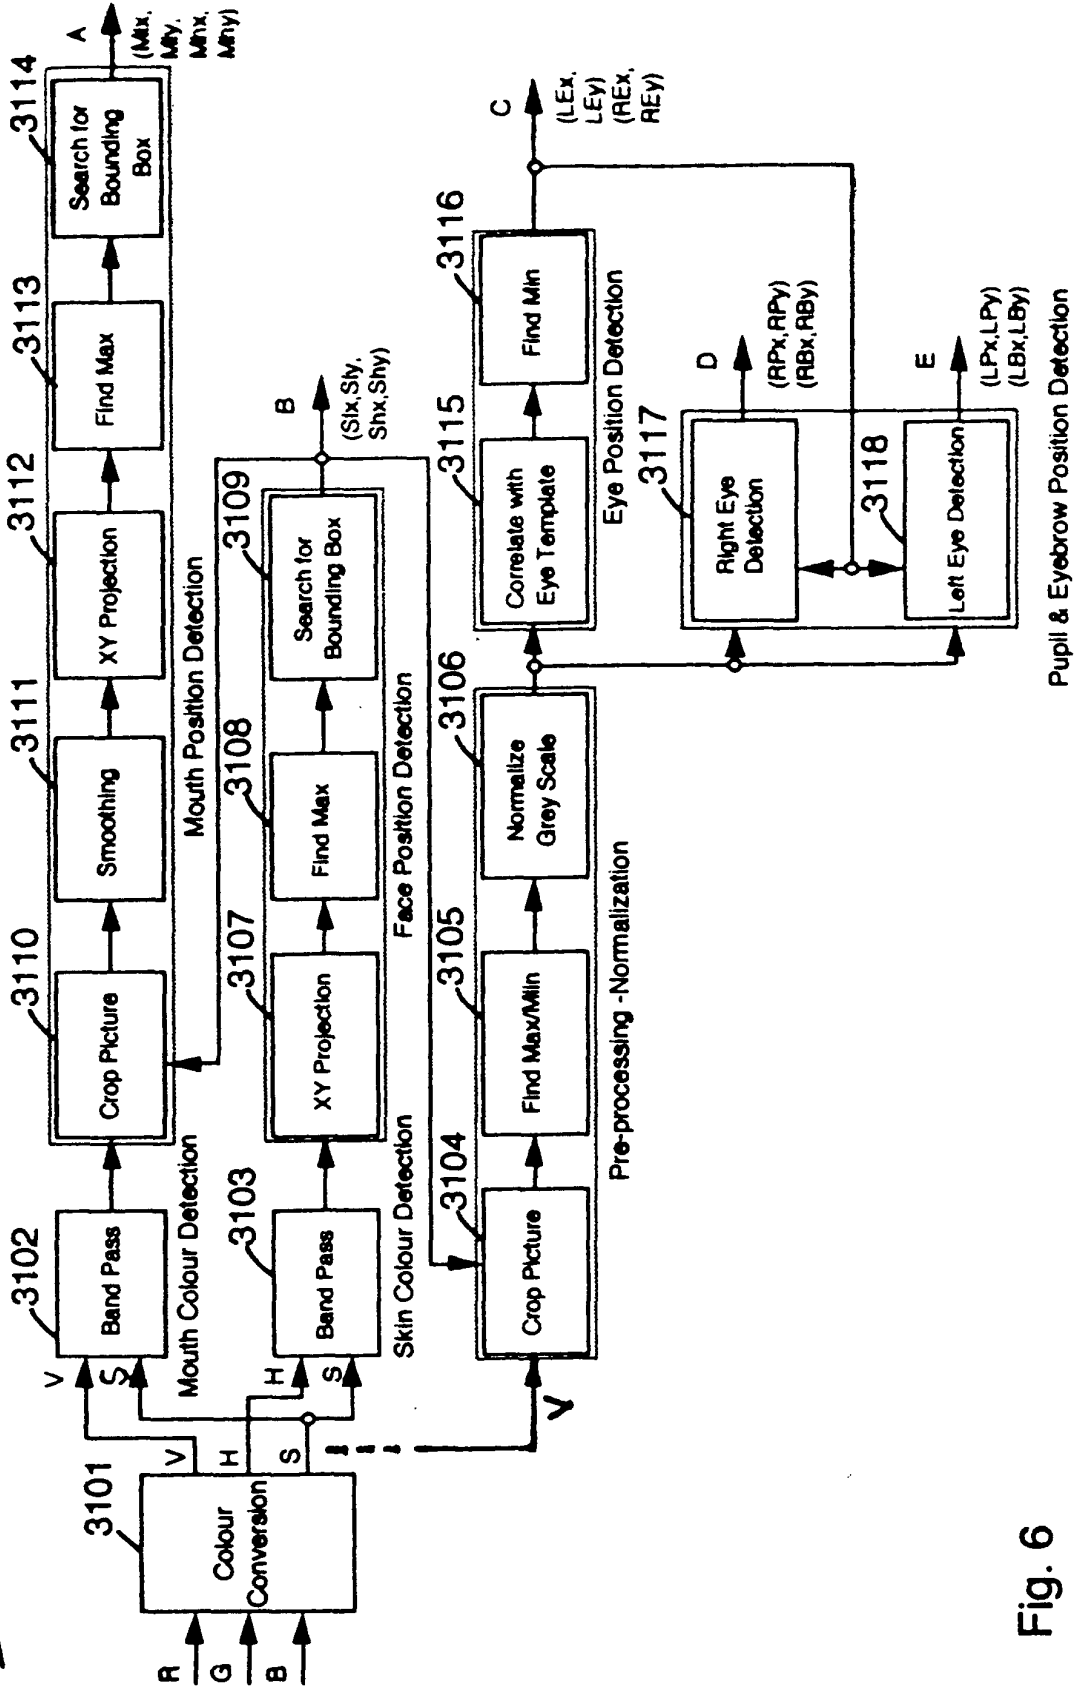 R
G
B
3101
Colour
Conversion
V
H
S
V
S
H
S
V
3102
Band Pass
Mouth Colour Detection
3103
Band Pass
Skin Colour Detection
3110
Crop Picture
3111
Smoothing
3112
XY Projection
3113
Find Max
3114
Search for
Bounding
Box
Mouth Position Detection
A
(Mlx,
Mly,
Mhx,
Mhy)
3107
XY Projection
3108
Find Max
3109
Search for
Bounding Box
Face Position Detection
B
(Slx,Sly,
Shx,Shy)
3104
Crop Picture
3105
Find Max/Min
3106
Normalize
Grey Scale
Pre-processing -Normalization
3115
Correlate with
Eye Template
3116
Find Min
Eye Position Detection
C
(LEx,
LEy)
(REx,
REy)
3117
Right Eye
Detection
D
(RPx,RPy)
(RBx,RBy)
3118
Left Eye Detection
E
(LPx,LPy)
(LBx,LBy)
Pupil & Eyebrow Position Detection
Fig. 6